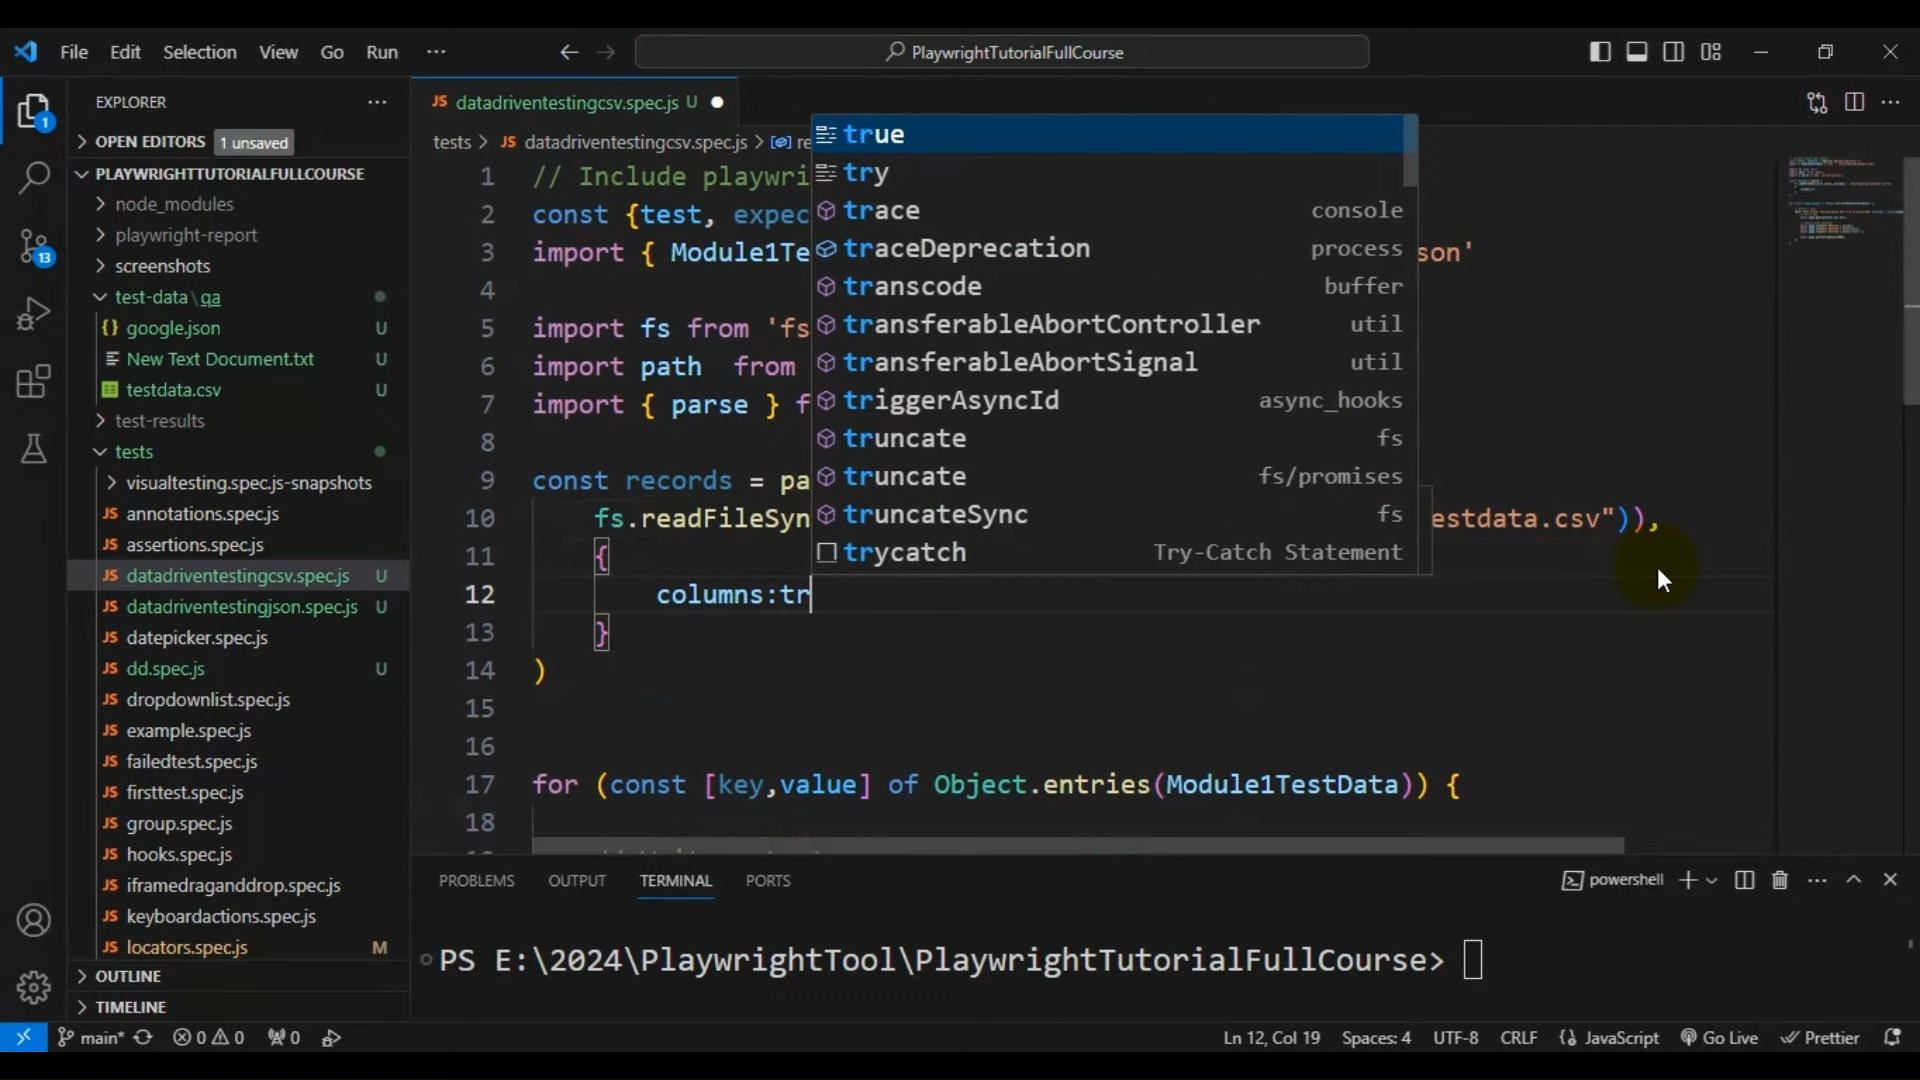 File Edit Selection View Go Run ···
PlaywrightTutorialFullCourse
EXPLORER
OPEN EDITORS 1 unsaved
PLAYWRIGHTTUTORIALFULLCOURSE
node_modules
playwright-report
screenshots
test-data\qa
google.json U
New Text Document.txt U
testdata.csv U
test-results
tests
visualtesting.spec.js-snapshots
annotations.spec.js
assertions.spec.js
datadriventestingcsv.spec.js U
datadriventestingjson.spec.js U
datepicker.spec.js
dd.spec.js U
dropdownlist.spec.js
example.spec.js
failedtest.spec.js
firsttest.spec.js
group.spec.js
hooks.spec.js
iframedraganddrop.spec.js
keyboardactions.spec.js
locators.spec.js M
OUTLINE
TIMELINE
1
13
JS datadriventestingcsv.spec.js U
tests > JS datadriventestingcsv.spec.js > re
1 // Include playwri
2 const {test, expec
3 import { Module1Te son'
4
5 import fs from 'fs
6 import path from
7 import { parse } f
8
9 const records = pa
10 fs.readFileSyn estdata.csv")),
11 {
12 columns:tr
13 }
14 )
15
16
17 for (const [key,value] of Object.entries(Module1TestData)) {
18
true
try
trace console
traceDeprecation process
transcode buffer
transferableAbortController util
transferableAbortSignal util
triggerAsyncId async_hooks
truncate fs
truncate fs/promises
truncateSync fs
trycatch Try-Catch Statement
PROBLEMS OUTPUT TERMINAL PORTS
powershell
PS E:\2024\PlaywrightTool\PlaywrightTutorialFullCourse>
main* 0 0 0
Ln 12, Col 19 Spaces: 4 UTF-8 CRLF {} JavaScript Go Live Prettier